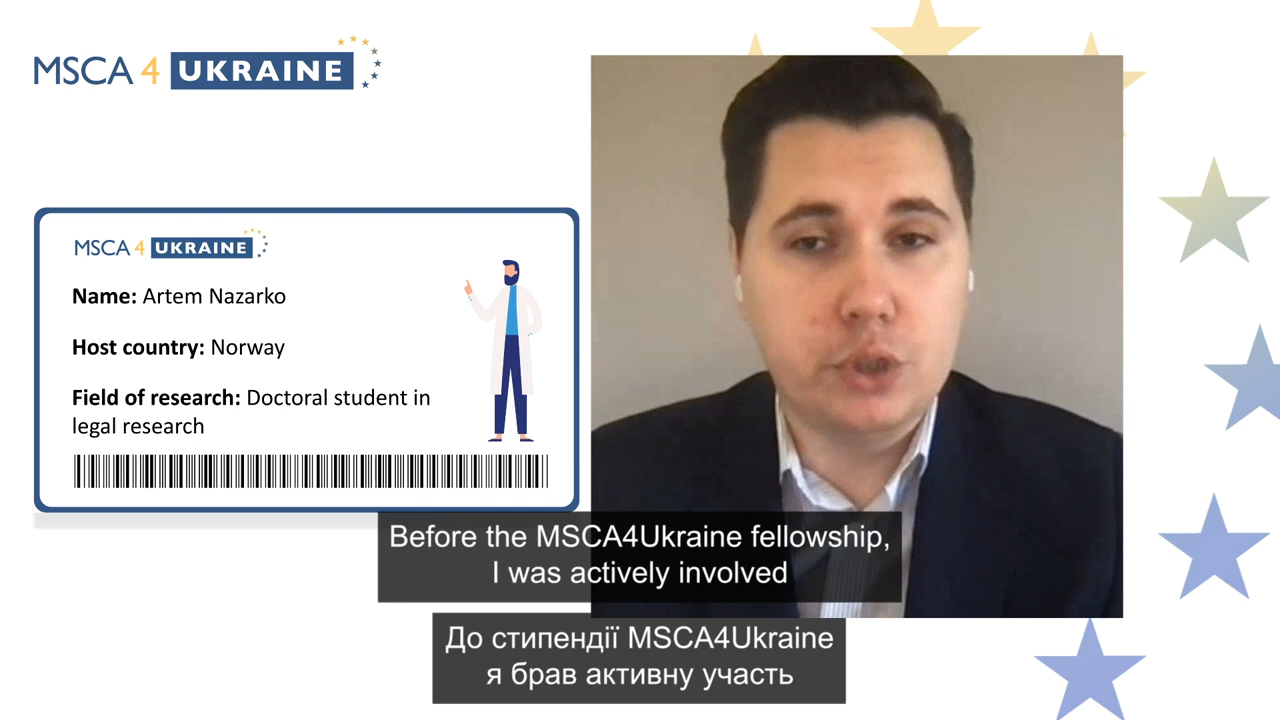 MSCA 4 UKRAINE
MSCA 4 UKRAINE
Name: Artem Nazarko
Host country: Norway
Field of research: Doctoral student in
legal research
Before the MSCA4Ukraine fellowship,
I was actively involved
До стипендії MSCA4Ukraine
я брав активну участь